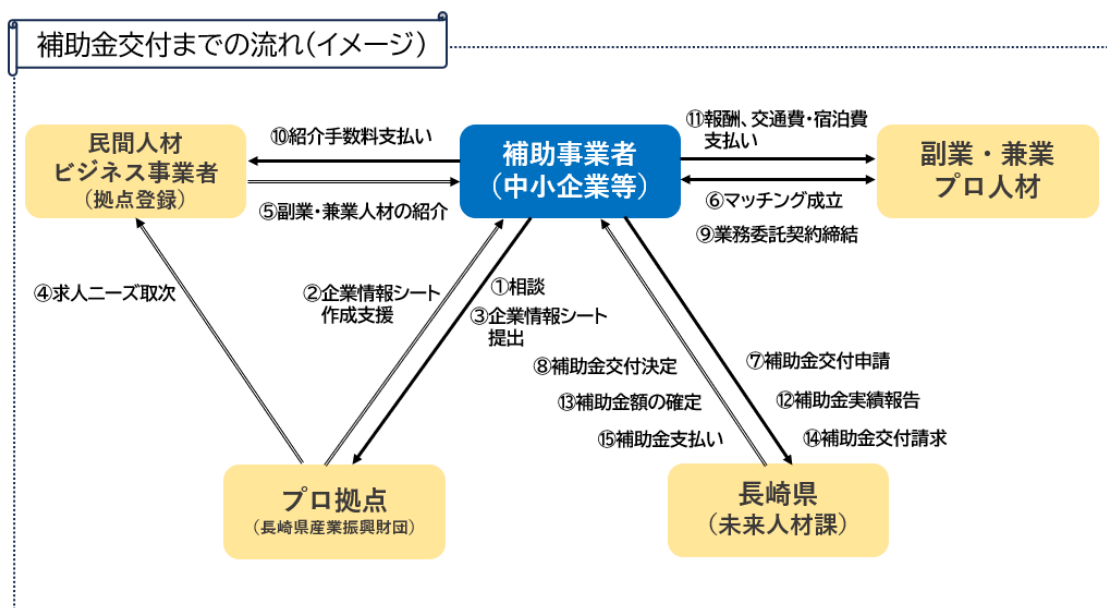 補助金交付までの流れ(イメージ)
民間人材
ビジネス事業者
(拠点登録)
⑩紹介手数料支払い
⑤副業・兼業人材の紹介
補助事業者
(中小企業等)
⑪報酬、交通費・宿泊費
支払い
⑥マッチング成立
⑨業務委託契約締結
副業・兼業
プロ人材
④求人ニーズ取次
②企業情報シート
作成支援
①相談
③企業情報シート
提出
⑧補助金交付決定
⑬補助金額の確定
⑮補助金支払い
⑦補助金交付申請
⑫補助金実績報告
⑭補助金交付請求
プロ拠点
(長崎県産業振興財団)
長崎県
(未来人材課)